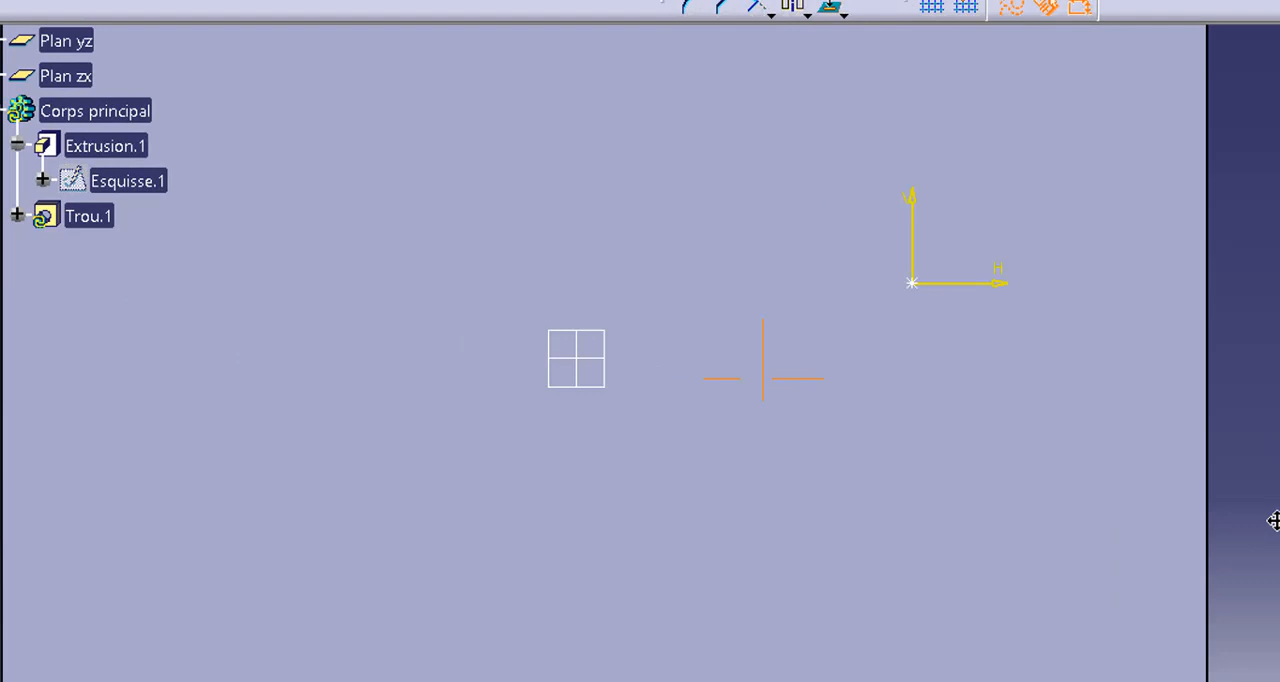 Plan yz
Plan zx
Corps principal
Extrusion.1
Esquisse.1
Trou.1
V
H